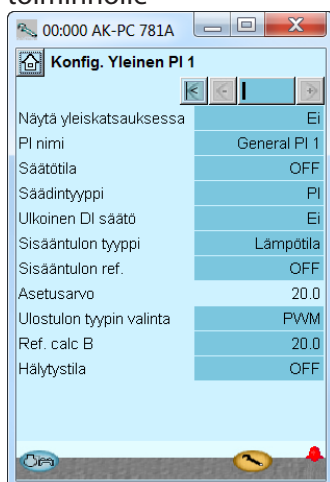 toiminnolle
00:000 AK-PC 781A
Konfig. Yleinen PI 1
Näytä yleiskatsauksessa Ei
PI nimi General PI 1
Säätötila OFF
Säädintyyppi PI
Ulkoinen DI säätö Ei
Sisääntulon tyyppi Lämpötila
Sisääntulon ref. OFF
Asetusarvo 20.0
Ulostulon tyypin valinta PWM
Ref. calc B 20.0
Hälytystila OFF